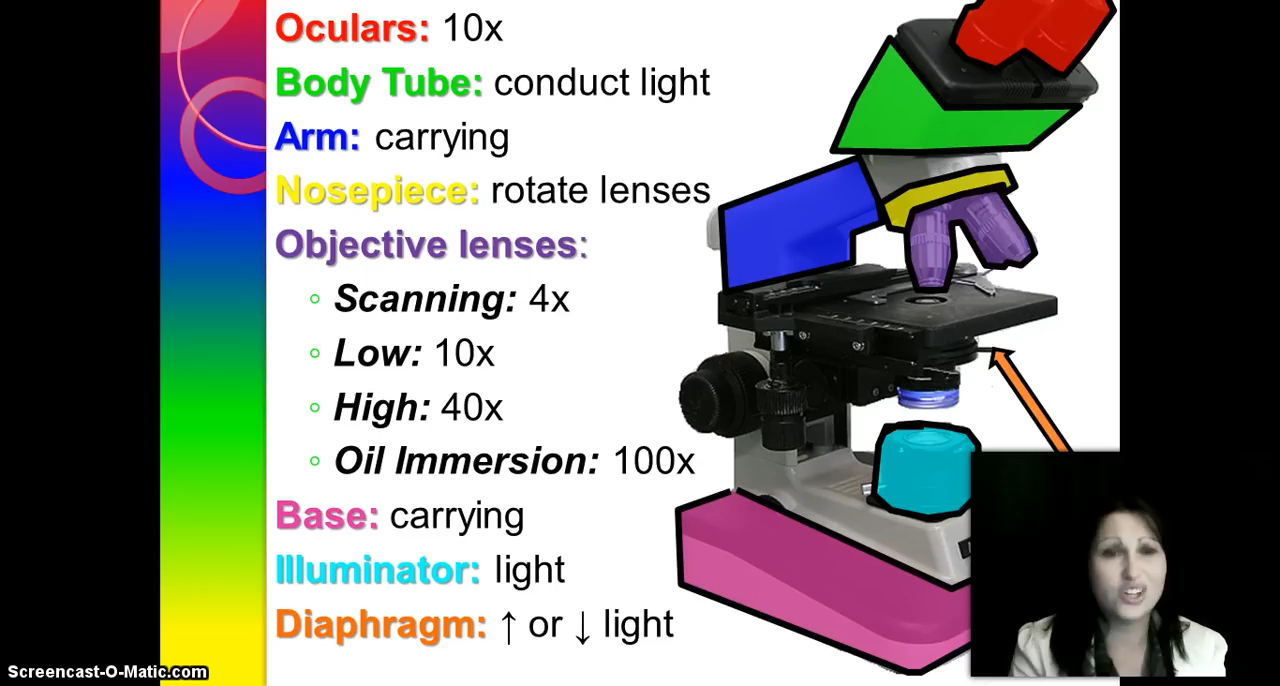 Oculars: 10x
Body Tube: conduct light
Arm: carrying
Nosepiece: rotate lenses
Objective lenses:
◦ Scanning: 4x
◦ Low: 10x
◦ High: 40x
◦ Oil Immersion: 100x
Base: carrying
Illuminator: light
Diaphragm: ↑ or ↓ light
Screencast-O-Matic.com